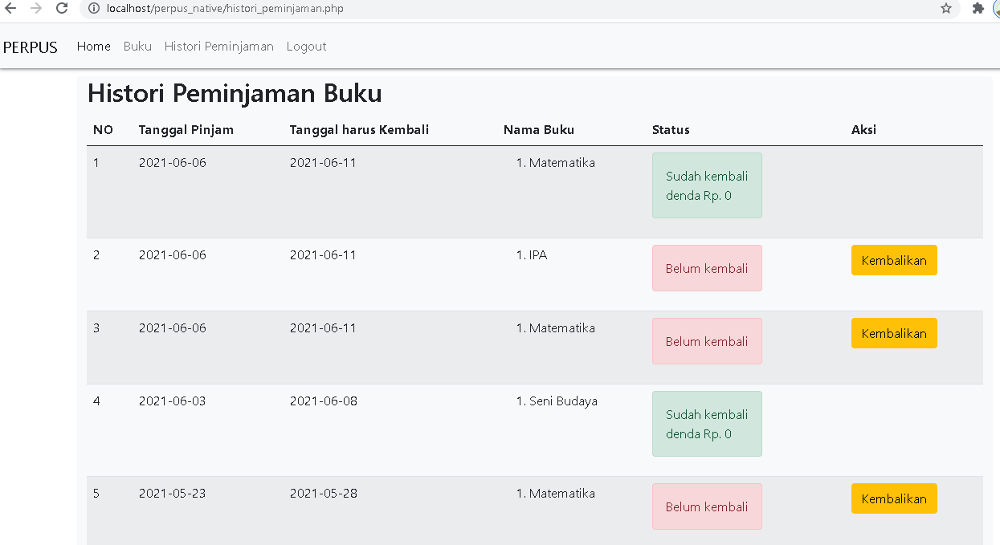 localhost/perpus_native/histori_peminjaman.php
PERPUS Home Buku Histori Peminjaman Logout
Histori Peminjaman Buku
NO Tanggal Pinjam Tanggal harus Kembali Nama Buku Status Aksi
1 2021-06-06 2021-06-11 1. Matematika Sudah kembali
denda Rp. 0
2 2021-06-06 2021-06-11 1. IPA Belum kembali Kembalikan
3 2021-06-06 2021-06-11 1. Matematika Belum kembali Kembalikan
4 2021-06-03 2021-06-08 1. Seni Budaya Sudah kembali
denda Rp. 0
5 2021-05-23 2021-05-28 1. Matematika Belum kembali Kembalikan